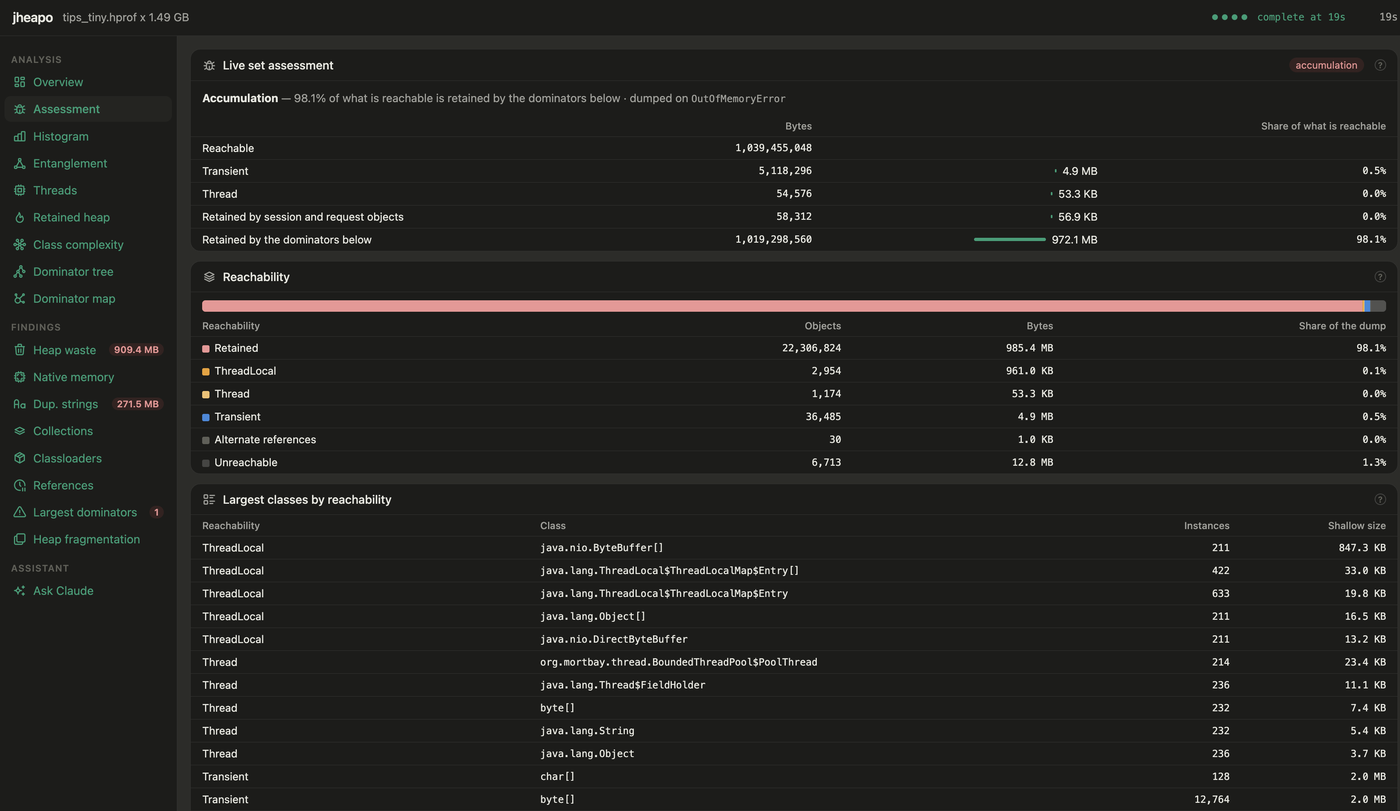 jheapo tips_tiny.hprof x 1.49 GB complete at 19s 19s
ANALYSIS
Overview
Assessment
Histogram
Entanglement
Threads
Retained heap
Class complexity
Dominator tree
Dominator map
FINDINGS
Heap waste 909.4 MB
Native memory
Dup. strings 271.5 MB
Collections
Classloaders
References
Largest dominators 1
Heap fragmentation
ASSISTANT
Ask Claude
Live set assessment accumulation ?
Accumulation — 98.1% of what is reachable is retained by the dominators below · dumped on OutOfMemoryError
Bytes Share of what is reachable
Reachable 1,039,455,048
Transient 5,118,296 4.9 MB 0.5%
Thread 54,576 53.3 KB 0.0%
Retained by session and request objects 58,312 56.9 KB 0.0%
Retained by the dominators below 1,019,298,560 972.1 MB 98.1%
Reachability ?
Reachability Objects Bytes Share of the dump
Retained 22,306,824 985.4 MB 98.1%
ThreadLocal 2,954 961.0 KB 0.1%
Thread 1,174 53.3 KB 0.0%
Transient 36,485 4.9 MB 0.5%
Alternate references 30 1.0 KB 0.0%
Unreachable 6,713 12.8 MB 1.3%
Largest classes by reachability ?
Reachability Class Instances Shallow size
ThreadLocal java.nio.ByteBuffer[] 211 847.3 KB
ThreadLocal java.lang.ThreadLocal$ThreadLocalMap$Entry[] 422 33.0 KB
ThreadLocal java.lang.ThreadLocal$ThreadLocalMap$Entry 633 19.8 KB
ThreadLocal java.lang.Object[] 211 16.5 KB
ThreadLocal java.nio.DirectByteBuffer 211 13.2 KB
Thread org.mortbay.thread.BoundedThreadPool$PoolThread 214 23.4 KB
Thread java.lang.Thread$FieldHolder 236 11.1 KB
Thread byte[] 232 7.4 KB
Thread java.lang.String 232 5.4 KB
Thread java.lang.Object 236 3.7 KB
Transient char[] 128 2.0 MB
Transient byte[] 12,764 2.0 MB